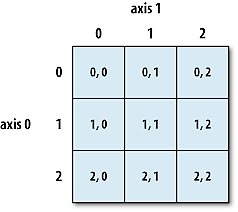 axis 1
0 1 2
0 0, 0 0, 1 0, 2
axis 0 1 1, 0 1, 1 1, 2
2 2, 0 2, 1 2, 2